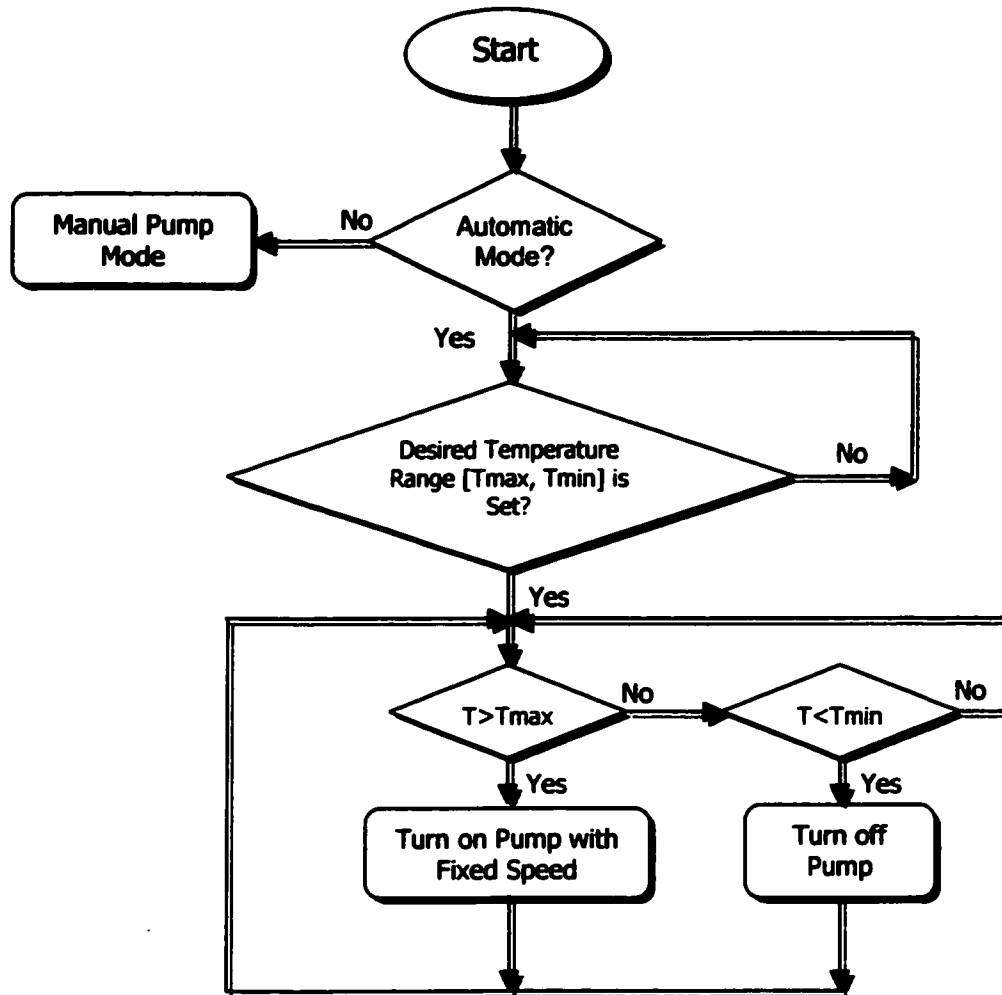 Start
Automatic
Mode?
No
Manual Pump
Mode
Yes
Desired Temperature
Range [Tmax, Tmin] is
Set?
No
Yes
T>Tmax
No
T<Tmin
No
Yes
Yes
Turn on Pump with
Fixed Speed
Turn off
Pump